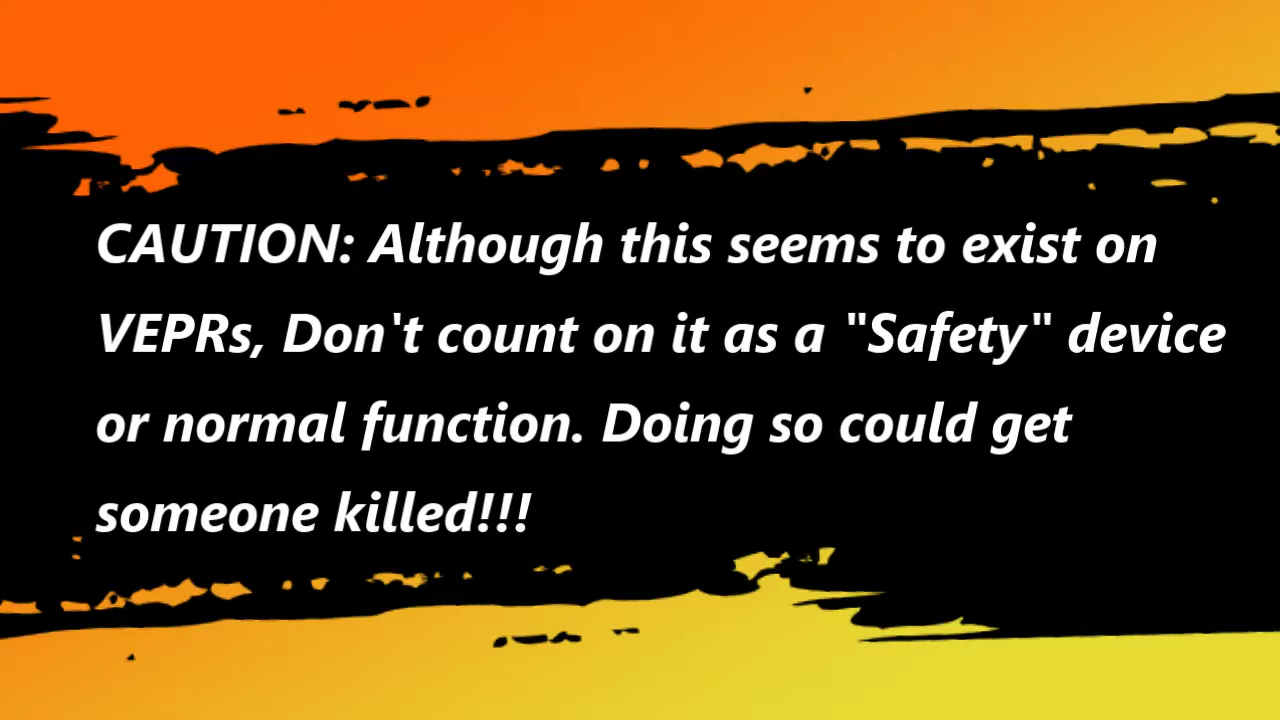 CAUTION: Although this seems to exist on
VEPRs, Don't count on it as a "Safety" device
or normal function. Doing so could get
someone killed!!!